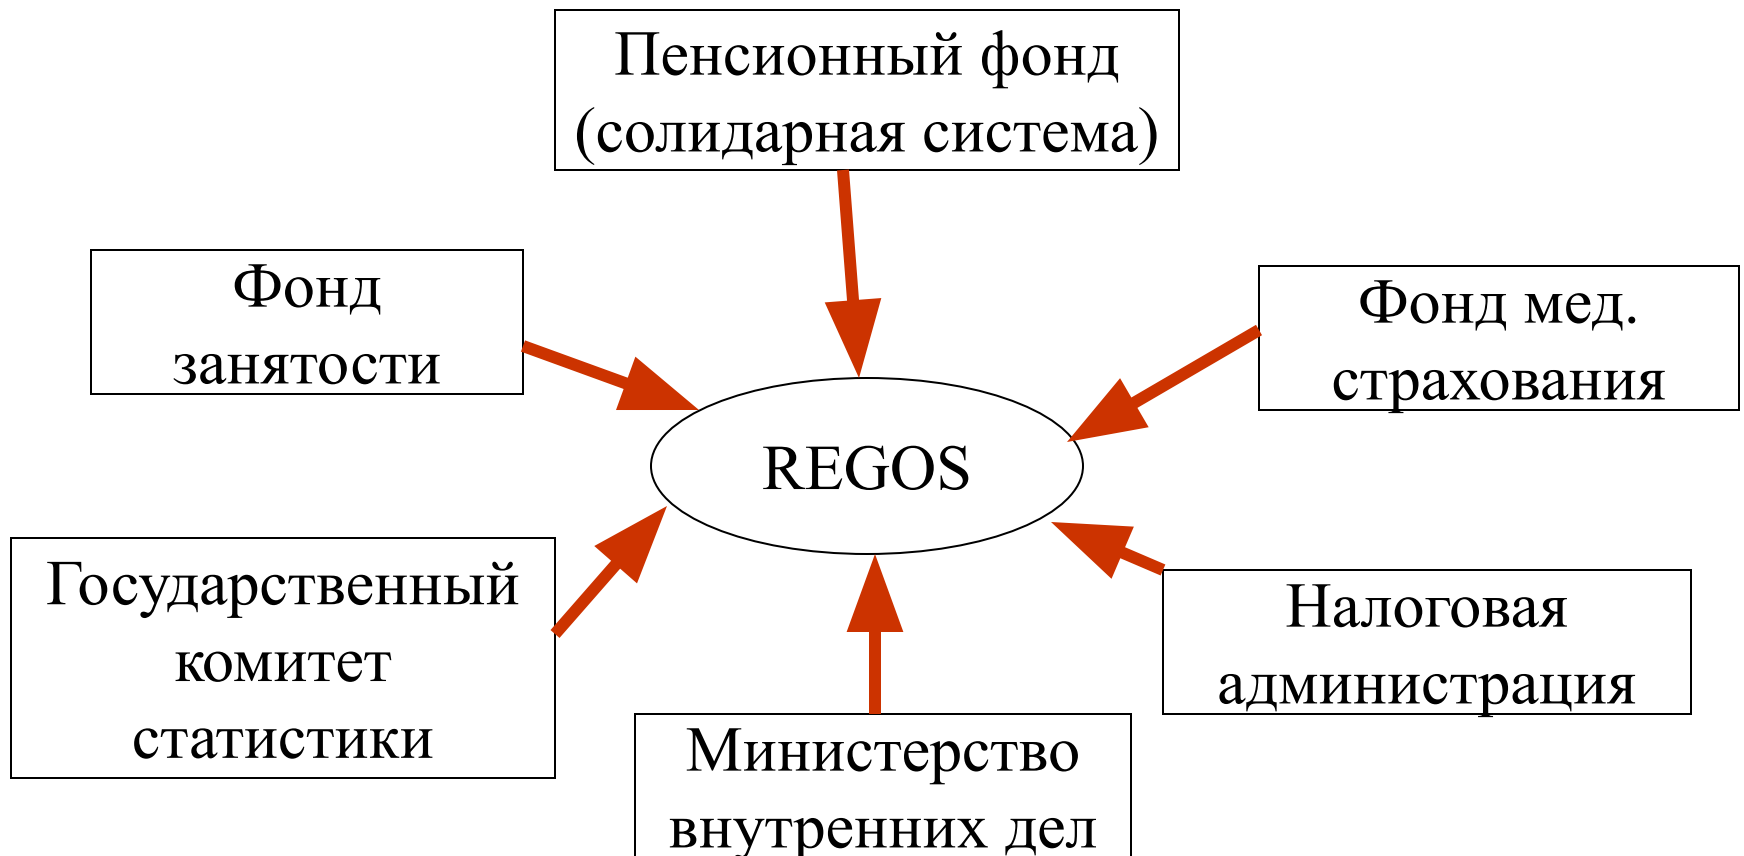 Пенсионный фонд
(солидарная система)
Фонд
занятости
Фонд мед.
страхования
REGOS
Государственный
комитет
статистики
Налоговая
администрация
Министерство
внутренних дел